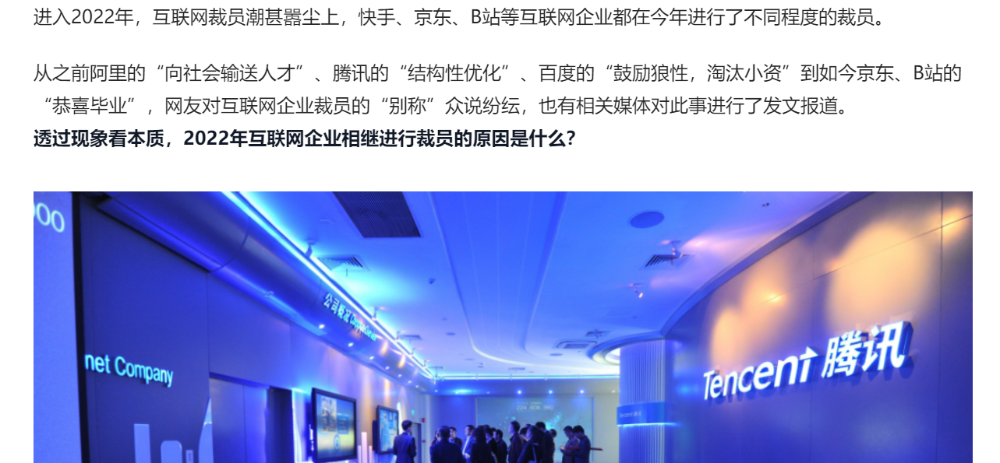 进入2022年，互联网裁员潮甚嚣尘上，快手、京东、B站等互联网企业都在今年进行了不同程度的裁员。
从之前阿里的“向社会输送人才”、腾讯的“结构性优化”、百度的“鼓励狼性，淘汰小资”到如今京东、B站的
“恭喜毕业”，网友对互联网企业裁员的“别称”众说纷纭，也有相关媒体对此事进行了发文报道。
透过现象看本质，2022年互联网企业相继进行裁员的原因是什么？
公司概况
net Company
Tencent 腾讯